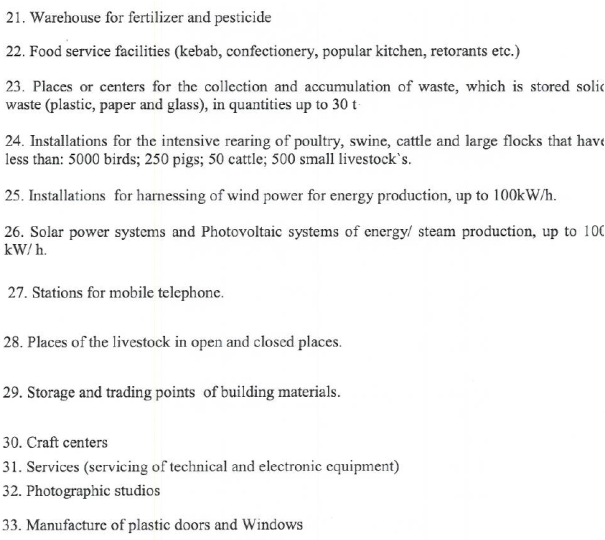 21. Warehouse for fertilizer and pesticide
22. Food service facilities (kebab, confectionery, popular kitchen, retorants etc.)
23. Places or centers for the collection and accumulation of waste, which is stored solid
waste (plastic, paper and glass), in quantities up to 30 t
24. Installations for the intensive rearing of poultry, swine, cattle and large flocks that have
less than: 5000 birds; 250 pigs; 50 cattle; 500 small livestock`s.
25. Installations for harnessing of wind power for energy production, up to 100kW/h.
26. Solar power systems and Photovoltaic systems of energy/ steam production, up to 100
kW/ h.
27. Stations for mobile telephone.
28. Places of the livestock in open and closed places.
29. Storage and trading points of building materials.
30. Craft centers
31. Services (servicing of technical and electronic equipment)
32. Photographic studios
33. Manufacture of plastic doors and Windows